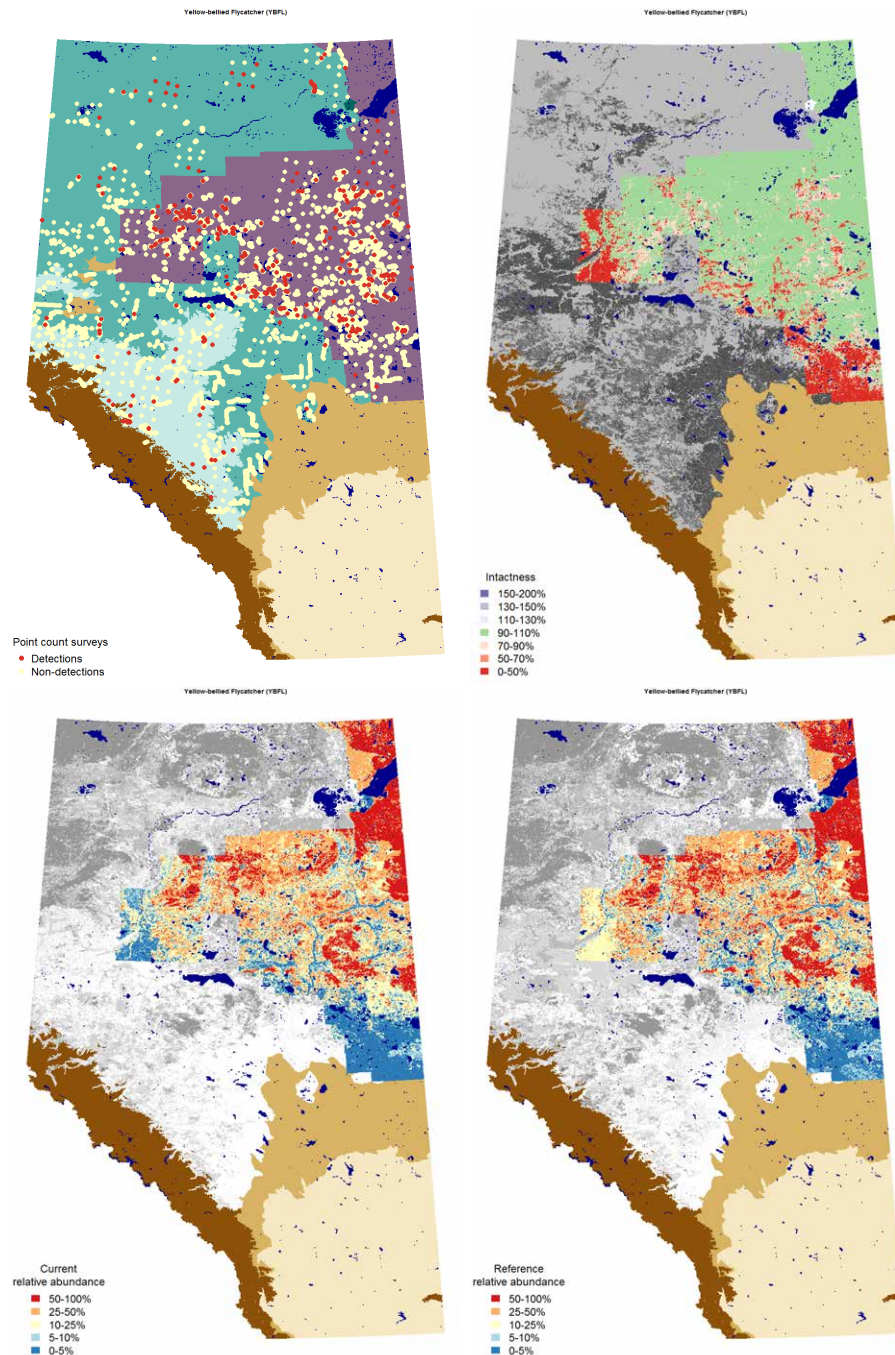 Yellow-bellied Flycatcher (YBFL)
Point count surveys
Detections
Non-detections
Yellow-bellied Flycatcher (YBFL)
Intactness
150-200%
130-150%
110-130%
90-110%
70-90%
50-70%
0-50%
Yellow-bellied Flycatcher (YBFL)
Current
relative abundance
50-100%
25-50%
10-25%
5-10%
0-5%
Yellow-bellied Flycatcher (YBFL)
Reference
relative abundance
50-100%
25-50%
10-25%
5-10%
0-5%